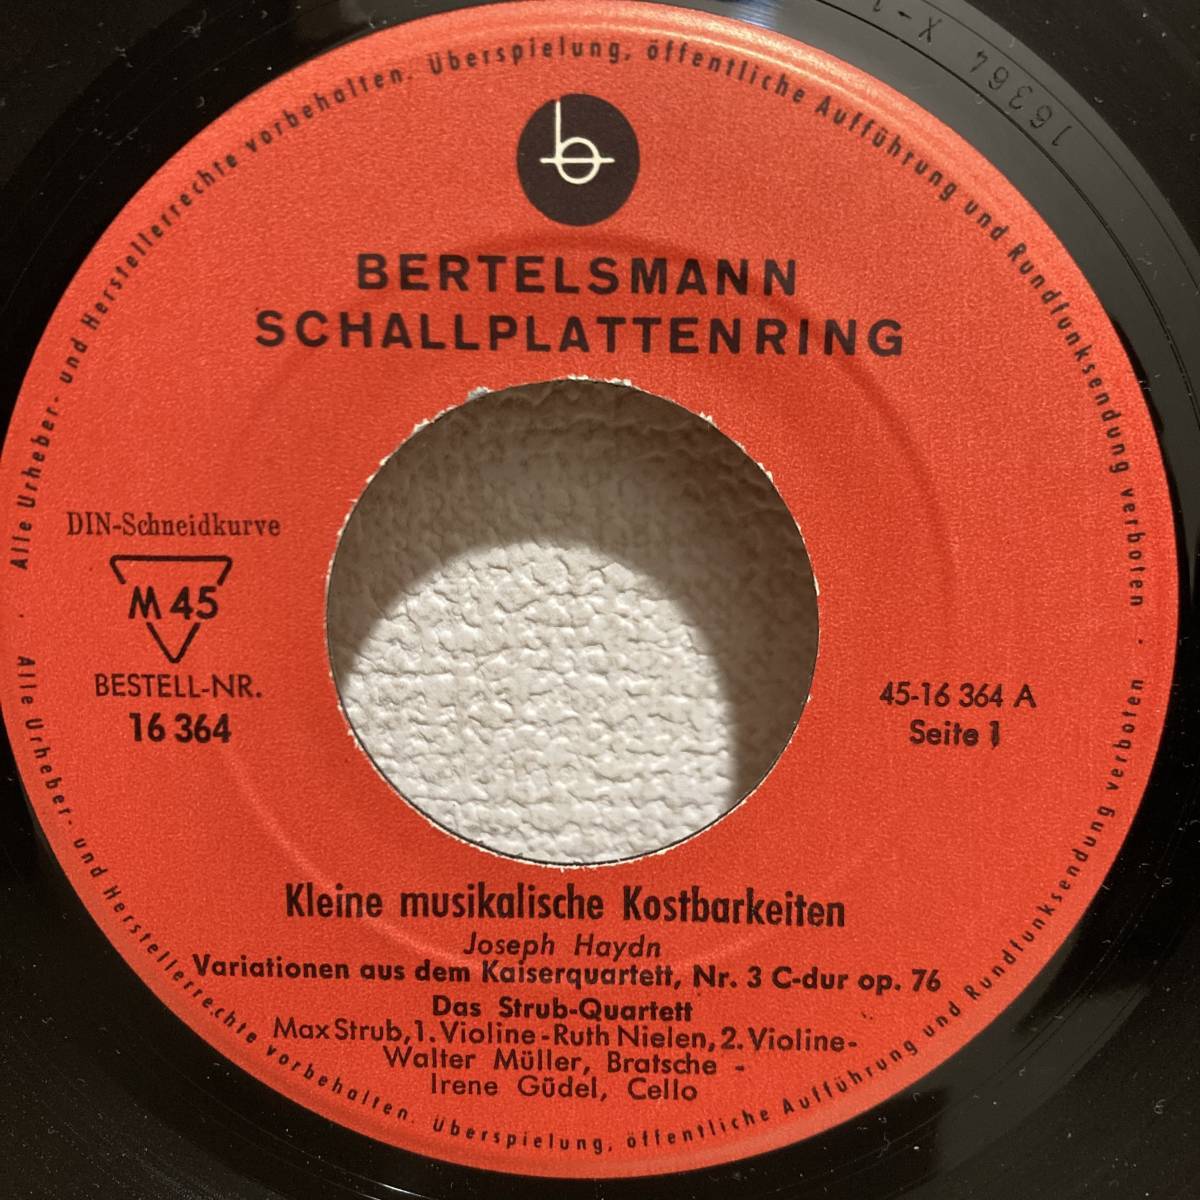 Alle Urheber- und Herstellerrechte vorbehalten. Überspielung, öffentliche Aufführung und Rundfunksendung verboten ·
16364 X-1
b
BERTELSMANN
SCHALLPLATTENRING
DIN-Schneidkurve
M 45
BESTELL-NR.
16 364
45-16 364 A
Seite 1
Kleine musikalische Kostbarkeiten
Joseph Haydn
Variationen aus dem Kaiserquartett, Nr. 3 C-dur op. 76
Das Strub-Quartett
Max Strub, 1. Violine - Ruth Nielen, 2. Violine -
Walter Müller, Bratsche -
Irene Güdel, Cello
Alle Urheber- und Herstellerrechte vorbehalten. Überspielung, öffentliche Aufführung und Rundfunksendung verboten ·